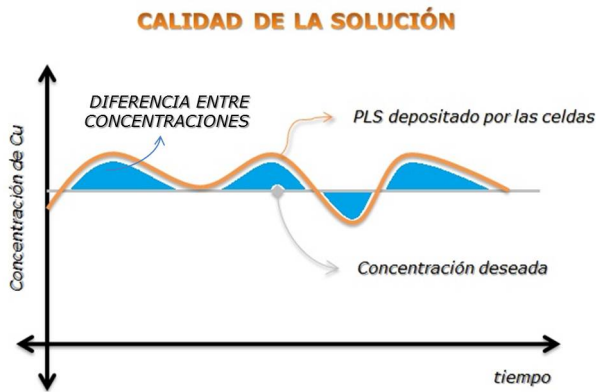 CALIDAD DE LA SOLUCIÓN
DIFERENCIA ENTRE
CONCENTRACIONES
PLS depositado por las celdas
Concentración de Cu
Concentración deseada
tiempo